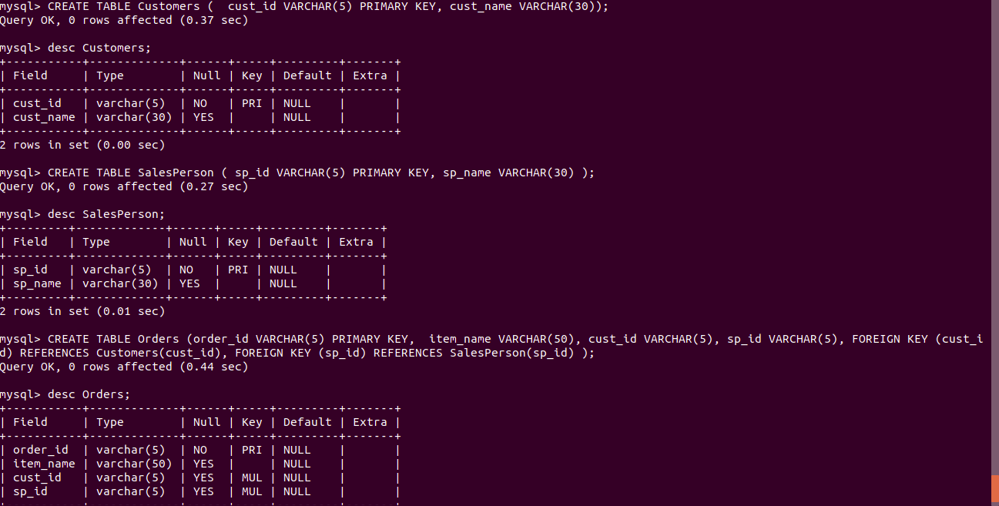 mysql> CREATE TABLE Customers (  cust_id VARCHAR(5) PRIMARY KEY, cust_name VARCHAR(30));
Query OK, 0 rows affected (0.37 sec)

mysql> desc Customers;
+-----------+-------------+------+-----+---------+-------+
| Field     | Type        | Null | Key | Default | Extra |
+-----------+-------------+------+-----+---------+-------+
| cust_id   | varchar(5)  | NO   | PRI | NULL    |       |
| cust_name | varchar(30) | YES  |     | NULL    |       |
+-----------+-------------+------+-----+---------+-------+
2 rows in set (0.00 sec)

mysql> CREATE TABLE SalesPerson ( sp_id VARCHAR(5) PRIMARY KEY, sp_name VARCHAR(30) );
Query OK, 0 rows affected (0.27 sec)

mysql> desc SalesPerson;
+---------+-------------+------+-----+---------+-------+
| Field   | Type        | Null | Key | Default | Extra |
+---------+-------------+------+-----+---------+-------+
| sp_id   | varchar(5)  | NO   | PRI | NULL    |       |
| sp_name | varchar(30) | YES  |     | NULL    |       |
+---------+-------------+------+-----+---------+-------+
2 rows in set (0.01 sec)

mysql> CREATE TABLE Orders (order_id VARCHAR(5) PRIMARY KEY,  item_name VARCHAR(50), cust_id VARCHAR(5), sp_id VARCHAR(5), FOREIGN KEY (cust_i
d) REFERENCES Customers(cust_id), FOREIGN KEY (sp_id) REFERENCES SalesPerson(sp_id) );
Query OK, 0 rows affected (0.44 sec)

mysql> desc Orders;
+-----------+-------------+------+-----+---------+-------+
| Field     | Type        | Null | Key | Default | Extra |
+-----------+-------------+------+-----+---------+-------+
| order_id  | varchar(5)  | NO   | PRI | NULL    |       |
| item_name | varchar(50) | YES  |     | NULL    |       |
| cust_id   | varchar(5)  | YES  | MUL | NULL    |       |
| sp_id     | varchar(5)  | YES  | MUL | NULL    |       |